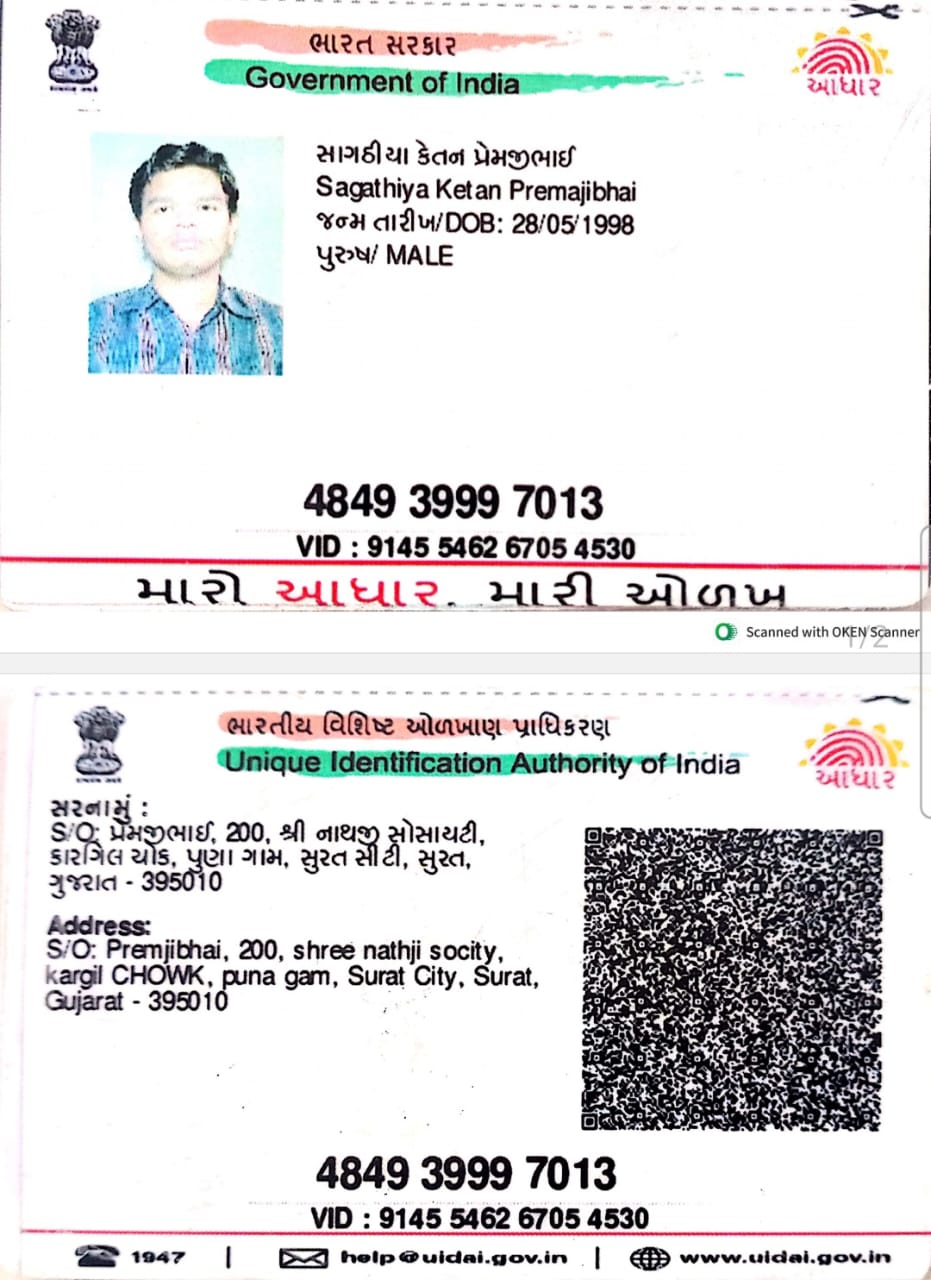 ભારત સરકાર
Government of India
આધાર
સાગઠીયા કેતન પ્રેમજીભાઈ
Sagathiya Ketan Premajibhai
જન્મ તારીખ/DOB: 28/05/1998
પુરુષ/ MALE
4849 3999 7013
VID : 9145 5462 6705 4530
મારો આધાર, મારી ઓળખ
Scanned with OKEN Scanner
1/2
ભારતીય વિશિષ્ટ ઓળખાણ પ્રાધિકરણ
Unique Identification Authority of India
આધાર
સરનામું :
S/O: પ્રેમજીભાઈ, 200, શ્રી નાથજી સોસાયટી,
કારગિલ ચોક, પુણા ગામ, સુરત સીટી, સુરત,
ગુજરાત - 395010
Address:
S/O: Premjibhai, 200, shree nathji socity,
kargil CHOWK, puna gam, Surat City, Surat,
Gujarat - 395010
4849 3999 7013
VID : 9145 5462 6705 4530
1947 | help@uidai.gov.in | www.uidai.gov.in